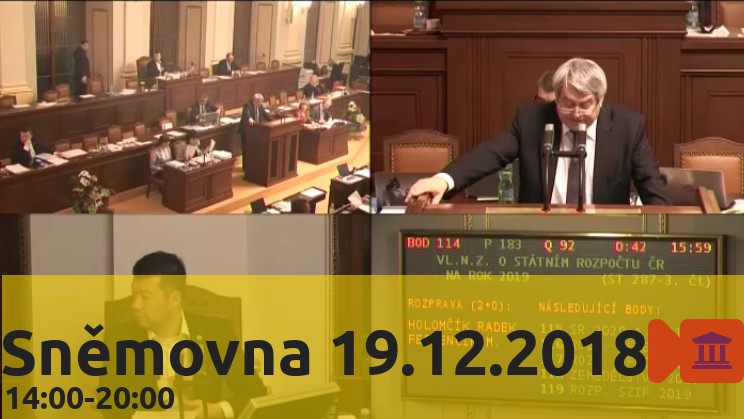 BOD 114 P 183 Q 92 0:42 15:59
VL.N.Z. O STÁTNÍM ROZPOČTU ČR
NA ROK 2019 (ST 287-3. čt)
ROZPRAVA (2+0): NÁSLEDUJÍCÍ BODY:
HOLOMČÍK RADEK
119 ROZP. SZIF 2019
Sněmovna 19.12.2018
14:00-20:00